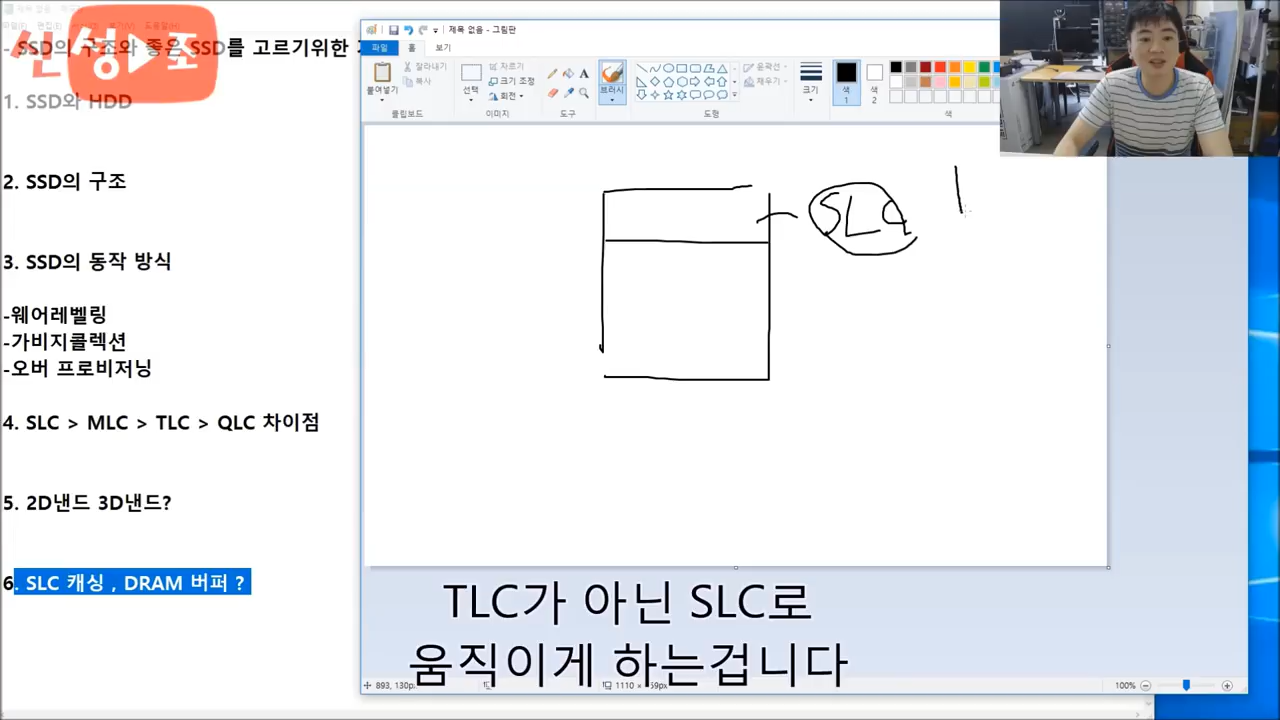 신성조
- SSD의 구조와 좋은 SSD를 고르기위한
1. SSD와 HDD
2. SSD의 구조
3. SSD의 동작 방식
-웨어레벨링
-가비지콜렉션
-오버 프로비저닝
4. SLC > MLC > TLC > QLC 차이점
5. 2D낸드 3D낸드?
6. SLC 캐싱 , DRAM 버퍼 ?
제목 없음 - 그림판
파일 홈 보기
붙여넣기
잘라내기
복사
클립보드
선택
자르기
크기 조정
회전
이미지
A
도구
브러시
윤곽선
채우기
도형
크기
색 1
색 2
색
SLC
TLC가 아닌 SLC로
움직이게 하는겁니다
893, 130px
100%